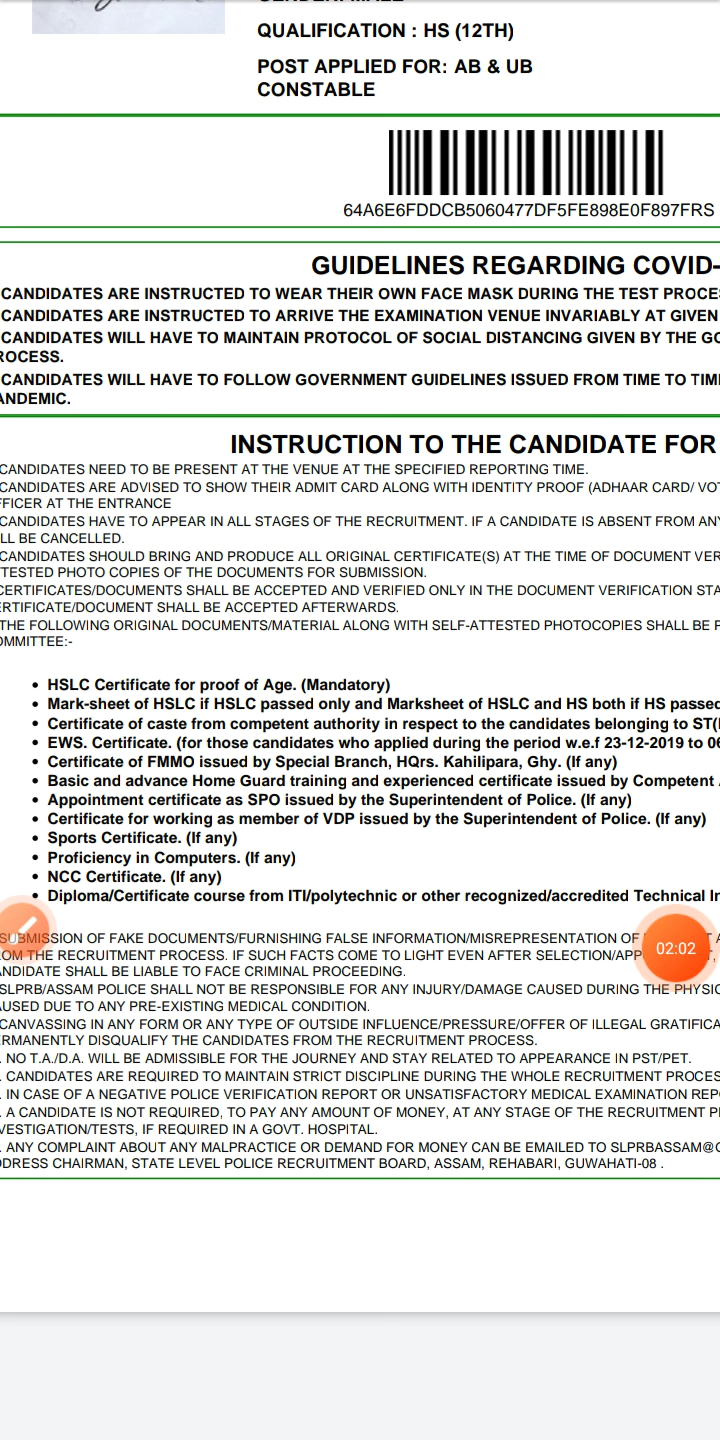 QUALIFICATION : HS (12TH)
POST APPLIED FOR: AB & UB
CONSTABLE
64A6E6FDDCB5060477DF5FE898E0F897FRS
GUIDELINES REGARDING COVID-
CANDIDATES ARE INSTRUCTED TO WEAR THEIR OWN FACE MASK DURING THE TEST
CANDIDATES ARE INSTRUCTED TO ARRIVE THE EXAMINATION VENUE INVARIABLY AT GIVEN
CANDIDATES WILL HAVE TO MAINTAIN PROTOCOL OF SOCIAL DISTANCING GIVEN BY THE
ROCESS.
CANDIDATES WILL HAVE TO FOLLOW GOVERNMENT GUIDELINES ISSUED FROM TIME TO
ANDEMIC.
INSTRUCTION TO THE CANDIDATE FOR
CANDIDATES NEED TO BE PRESENT AT THE VENUE AT THE SPECIFIED REPORTING TIME.
CANDIDATES ARE ADVISED TO SHOW THEIR ADMIT CARD ALONG WITH IDENTITY PROOF (ADHAAR CARD/
FFICER AT THE ENTRANCE
CANDIDATES HAVE TO APPEAR IN ALL STAGES OF THE RECRUITMENT. IF A CANDIDATE IS ABSENT FROM
LL BE CANCELLED.
CANDIDATES SHOULD BRING AND PRODUCE ALL ORIGINAL CERTIFICATE(S) AT THE TIME OF DOCUMENT
TTESTED PHOTO COPIES OF THE DOCUMENTS FOR SUBMISSION.
CERTIFICATES/DOCUMENTS SHALL BE ACCEPTED AND VERIFIED ONLY IN THE DOCUMENT VERIFICATION
ERTIFICATE/DOCUMENT SHALL BE ACCEPTED AFTERWARDS.
THE FOLLOWING ORIGINAL DOCUMENTS/MATERIAL ALONG WITH SELF-ATTESTED PHOTOCOPIES SHALL BE
OMMITTEE:-
• HSLC Certificate for proof of Age. (Mandatory)
• Mark-sheet of HSLC if HSLC passed only and Marksheet of HSLC and HS both if HS passed
• Certificate of caste from competent authority in respect to the candidates belonging to ST(
• EWS. Certificate. (for those candidates who applied during the period w.e.f 23-12-2019 to
• Certificate of FMMO issued by Special Branch, HQrs. Kahilipara, Ghy. (If any)
• Basic and advance Home Guard training and experienced certificate issued by Competent
• Appointment certificate as SPO issued by the Superintendent of Police. (If any)
• Certificate for working as member of VDP issued by the Superintendent of Police. (If any)
• Sports Certificate. (If any)
• Proficiency in Computers. (If any)
• NCC Certificate. (If any)
• Diploma/Certificate course from ITI/polytechnic or other recognized/accredited Technical
SUBMISSION OF FAKE DOCUMENTS/FURNISHING FALSE INFORMATION/MISREPRESENTATION OF
OM THE RECRUITMENT PROCESS. IF SUCH FACTS COME TO LIGHT EVEN AFTER SELECTION/APP
02:02
ANDIDATE SHALL BE LIABLE TO FACE CRIMINAL PROCEEDING.
SLPRB/ASSAM POLICE SHALL NOT BE RESPONSIBLE FOR ANY INJURY/DAMAGE CAUSED DURING THE
AUSED DUE TO ANY PRE-EXISTING MEDICAL CONDITION.
CANVASSING IN ANY FORM OR ANY TYPE OF OUTSIDE INFLUENCE/PRESSURE/OFFER OF ILLEGAL
ERMANENTLY DISQUALIFY THE CANDIDATES FROM THE RECRUITMENT PROCESS.
. NO T.A./D.A. WILL BE ADMISSIBLE FOR THE JOURNEY AND STAY RELATED TO APPEARANCE IN PST/PET.
. CANDIDATES ARE REQUIRED TO MAINTAIN STRICT DISCIPLINE DURING THE WHOLE RECRUITMENT
. IN CASE OF A NEGATIVE POLICE VERIFICATION REPORT OR UNSATISFACTORY MEDICAL EXAMINATION
. A CANDIDATE IS NOT REQUIRED, TO PAY ANY AMOUNT OF MONEY, AT ANY STAGE OF THE RECRUITMENT
VESTIGATION/TESTS, IF REQUIRED IN A GOVT. HOSPITAL.
. ANY COMPLAINT ABOUT ANY MALPRACTICE OR DEMAND FOR MONEY CAN BE EMAILED TO SLPRBASSAM@
DDRESS CHAIRMAN, STATE LEVEL POLICE RECRUITMENT BOARD, ASSAM, REHABARI, GUWAHATI-08 .